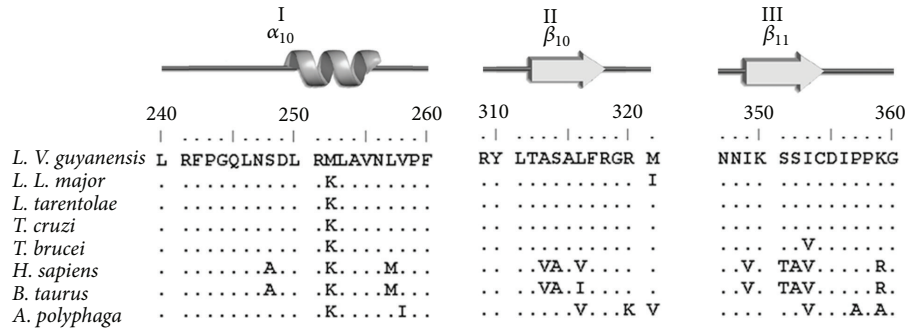 I II III
α10 β10 β11
240 250 260 310 320 350 360
L. V. guyanensis L RFPGQLNSDL RMLAVNLVPF RY LTASALFRGR M NNIK SSICDIPPKG
L. L. major . .......... .K........ .. .......... I .... ..........
L. tarentolae . .......... .K........ .. .......... . .... ..........
T. cruzi . .......... .K........ .. .......... . .... ..........
T. brucei . .......... .K........ .. .......... . .... ..V.......
H. sapiens . .......A.. .K....M... .. ..VA.V.... . ..V. TAV.....R.
B. taurus . .......A.. .K....M... .. ..VA.I.... . ..V. TAV.....R.
A. polyphaga . .......... .K.....I.. .. .....V...K V .... ..V...A.A.